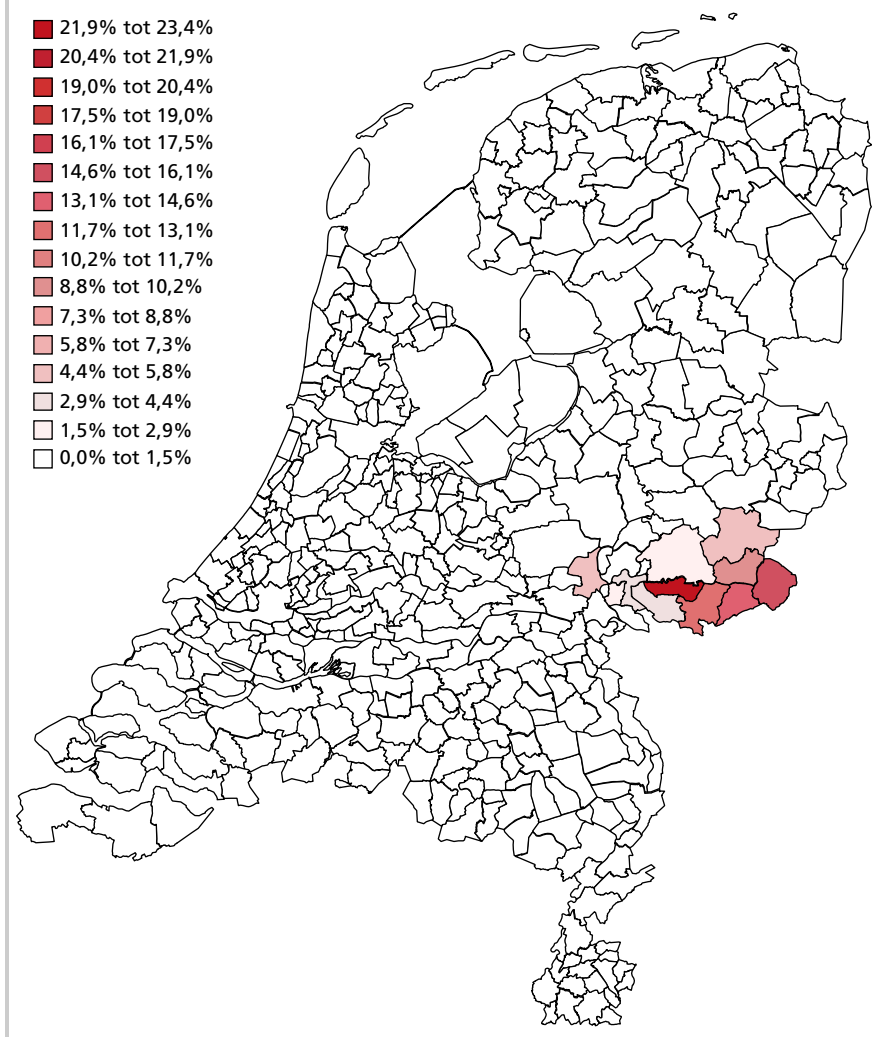 21,9% tot 23,4%
20,4% tot 21,9%
19,0% tot 20,4%
17,5% tot 19,0%
16,1% tot 17,5%
14,6% tot 16,1%
13,1% tot 14,6%
11,7% tot 13,1%
10,2% tot 11,7%
8,8% tot 10,2%
7,3% tot 8,8%
5,8% tot 7,3%
4,4% tot 5,8%
2,9% tot 4,4%
1,5% tot 2,9%
0,0% tot 1,5%